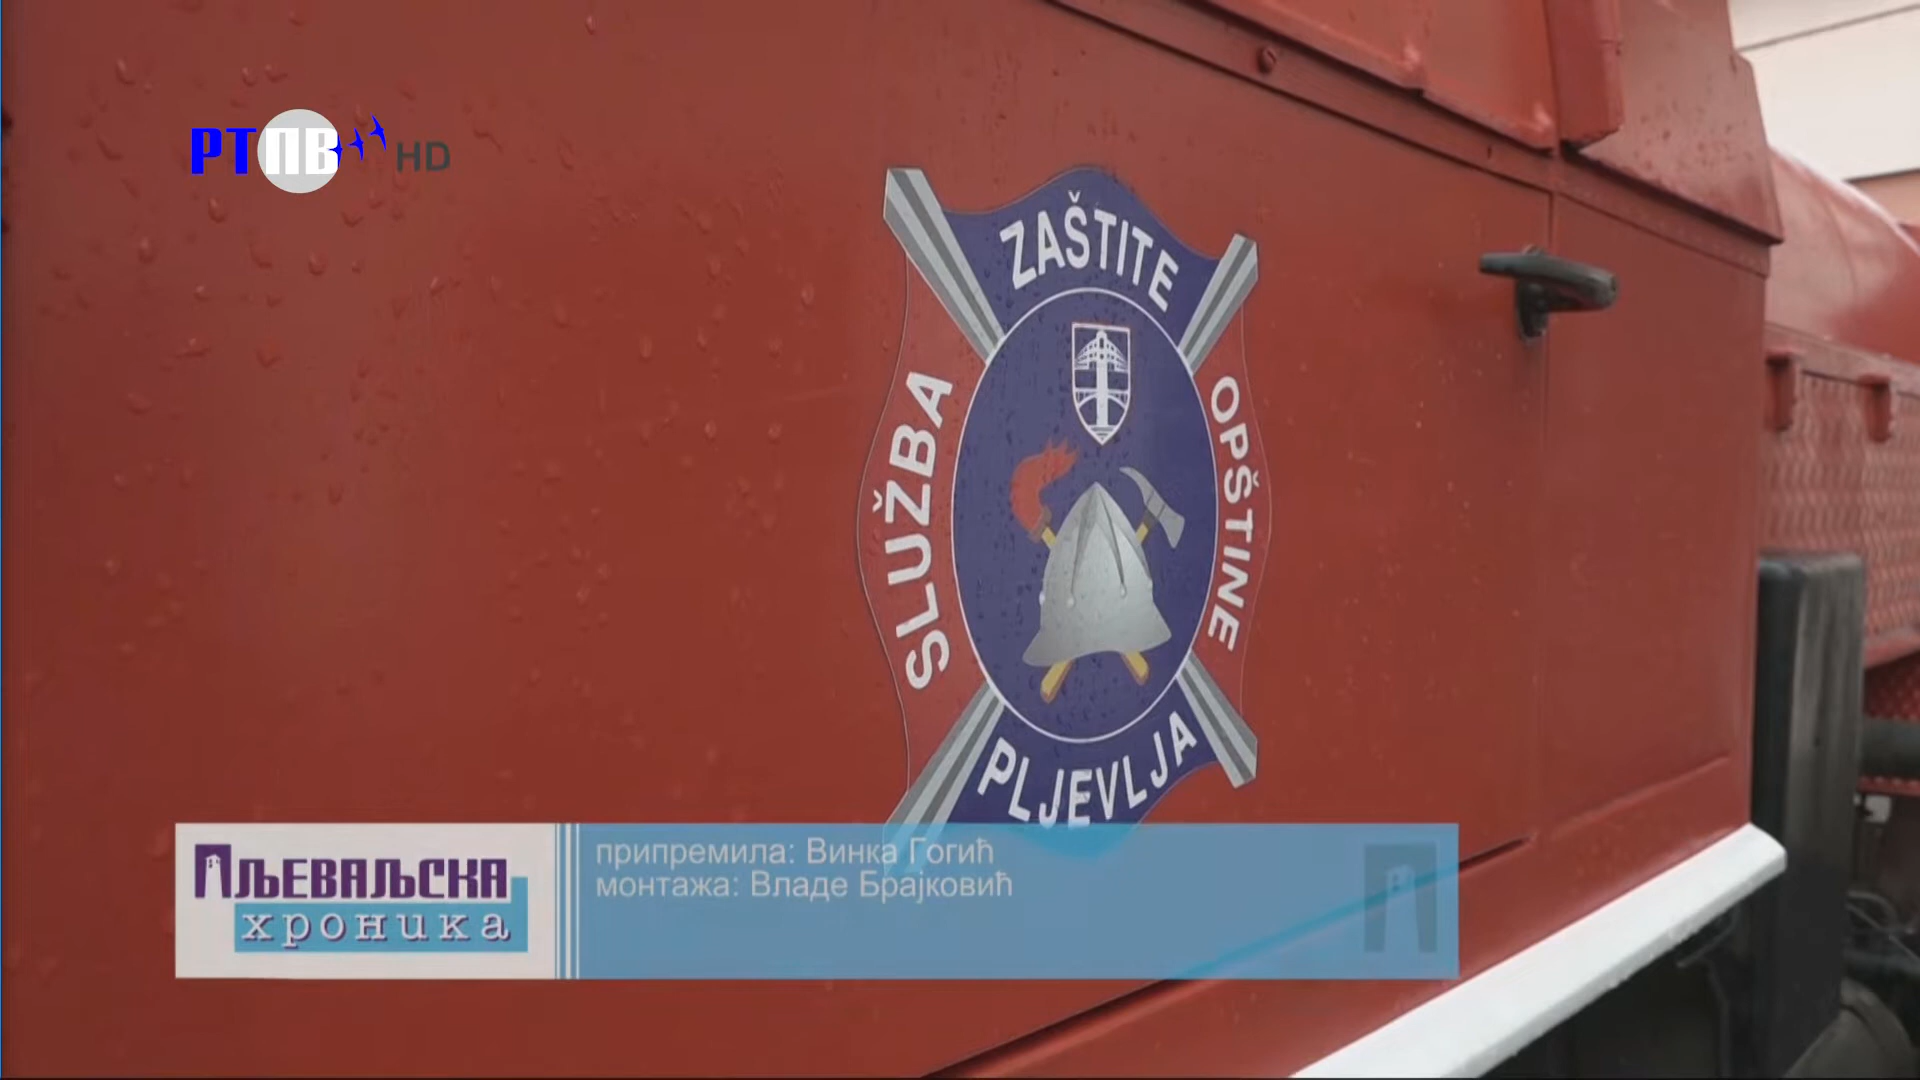 РТПВ HD
SLUŽBA
ZAŠTITE
OPŠTINE
PLJEVLJA
Пљеваљска
хроника
припремила: Винка Гогић
монтажа: Владе Брајковић